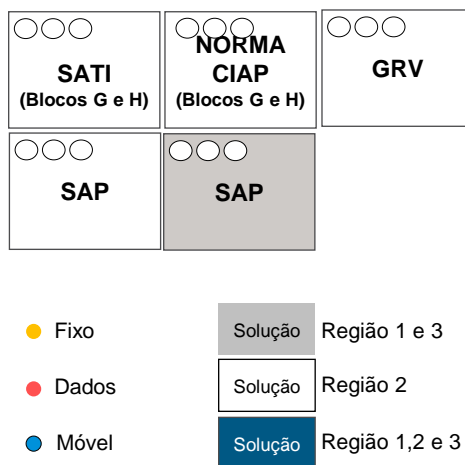 SATI
(Blocos G e H)
NORMA
CIAP
(Blocos G e H)
GRV
SAP
SAP
Fixo
Solução
Região 1 e 3
Dados
Solução
Região 2
Móvel
Solução
Região 1,2 e 3